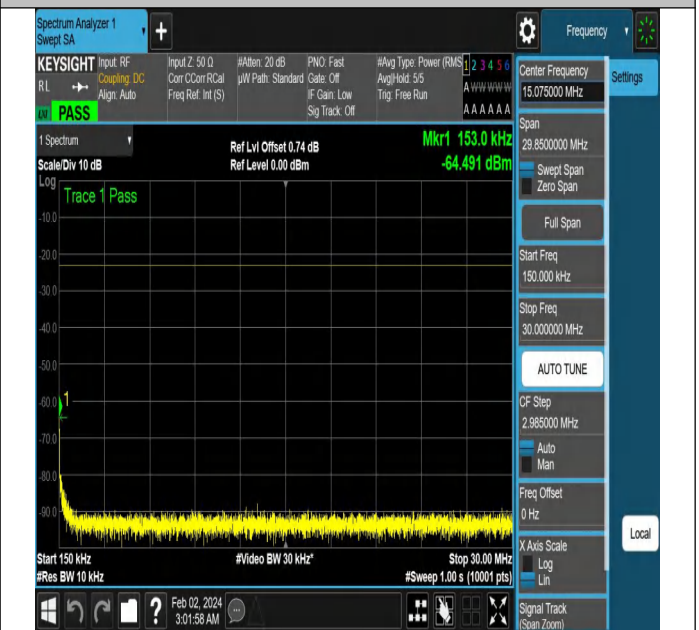 Spectrum Analyzer 1
Swept SA
+
Frequency
KEYSIGHT
RL
Input: RF
Coupling: DC
Align: Auto
Input Z: 50 Ω
Corr CCorr RCal
Freq Ref: Int (S)
#Atten: 20 dB
µW Path: Standard
PNO: Fast
Gate: Off
IF Gain: Low
Sig Track: Off
#Avg Type: Power (RMS
Avg|Hold: 5/5
Trig: Free Run
1 2 3 4 5 6
A W W W W W
A A A A A A
PASS
1 Spectrum
Scale/Div 10 dB
Ref Lvl Offset 0.74 dB
Ref Level 0.00 dBm
Mkr1 153.0 kHz
-64.491 dBm
Log
Trace 1 Pass
-10.0
-20.0
-30.0
-40.0
-50.0
-60.0
-70.0
-80.0
-90.0
1
Start 150 kHz
#Res BW 10 kHz
#Video BW 30 kHz*
Stop 30.00 MHz
#Sweep 1.00 s (10001 pts)
Center Frequency
15.075000 MHz
Settings
Span
29.8500000 MHz
Swept Span
Zero Span
Full Span
Start Freq
150.000 kHz
Stop Freq
30.000000 MHz
AUTO TUNE
CF Step
2.985000 MHz
Auto
Man
Freq Offset
0 Hz
X Axis Scale
Log
Lin
Local
Signal Track
(Span Zoom)
?
Feb 02, 2024
3:01:58 AM